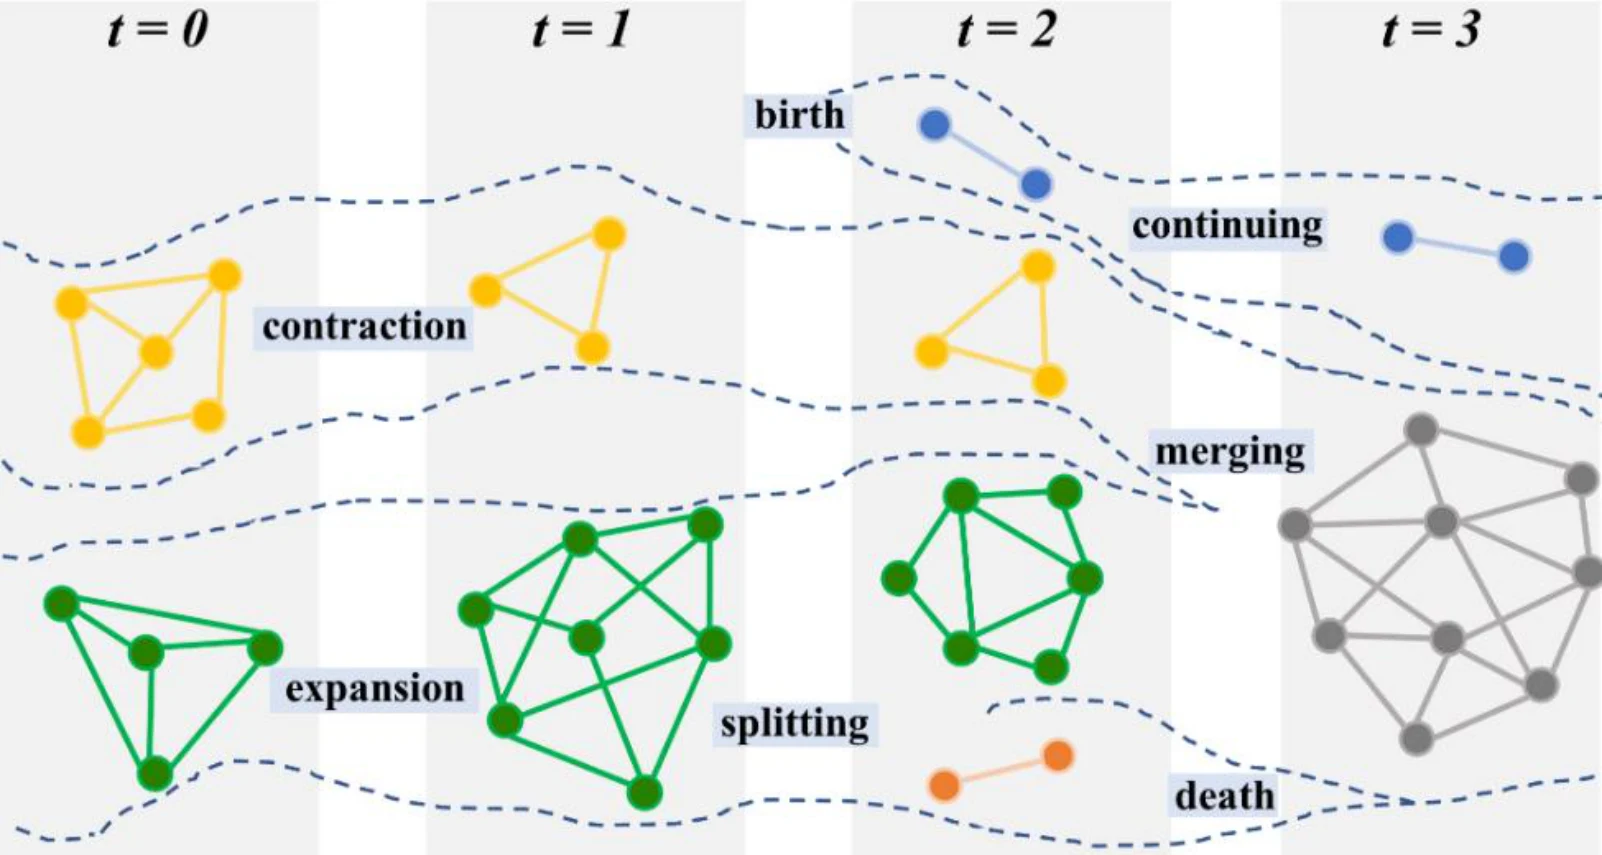 t = 0
t = 1
t = 2
t = 3
birth
continuing
contraction
merging
expansion
splitting
death